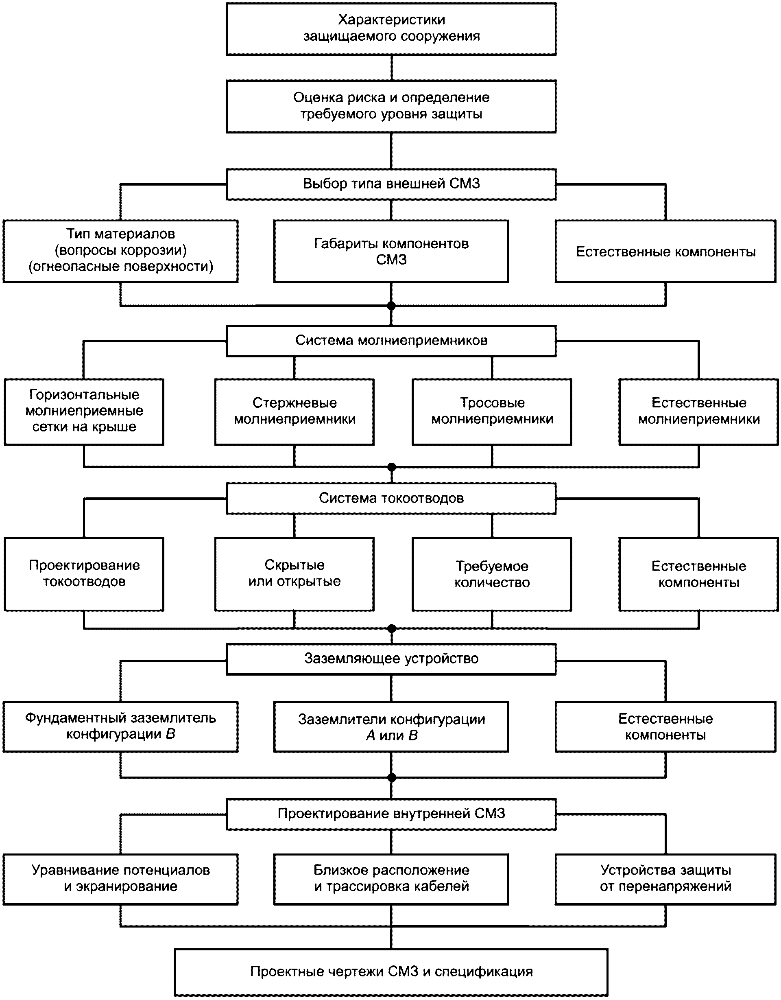 Характеристики
защищаемого сооружения
Оценка риска и определение
требуемого уровня защиты
Выбор типа внешней СМЗ
Тип материалов
(вопросы коррозии)
(огнеопасные поверхности)
Габариты компонентов
СМЗ
Естественные компоненты
Система молниеприемников
Горизонтальные
молниеприемные
сетки на крыше
Стержневые
молниеприемники
Тросовые
молниеприемники
Естественные
молниеприемники
Система токоотводов
Проектирование
токоотводов
Скрытые
или открытые
Требуемое
количество
Естественные
компоненты
Заземляющее устройство
Фундаментный заземлитель
конфигурации B
Заземлители конфигурации
A или B
Естественные
компоненты
Проектирование внутренней СМЗ
Уравнивание потенциалов
и экранирование
Близкое расположение
и трассировка кабелей
Устройства защиты
от перенапряжений
Проектные чертежи СМЗ и спецификация